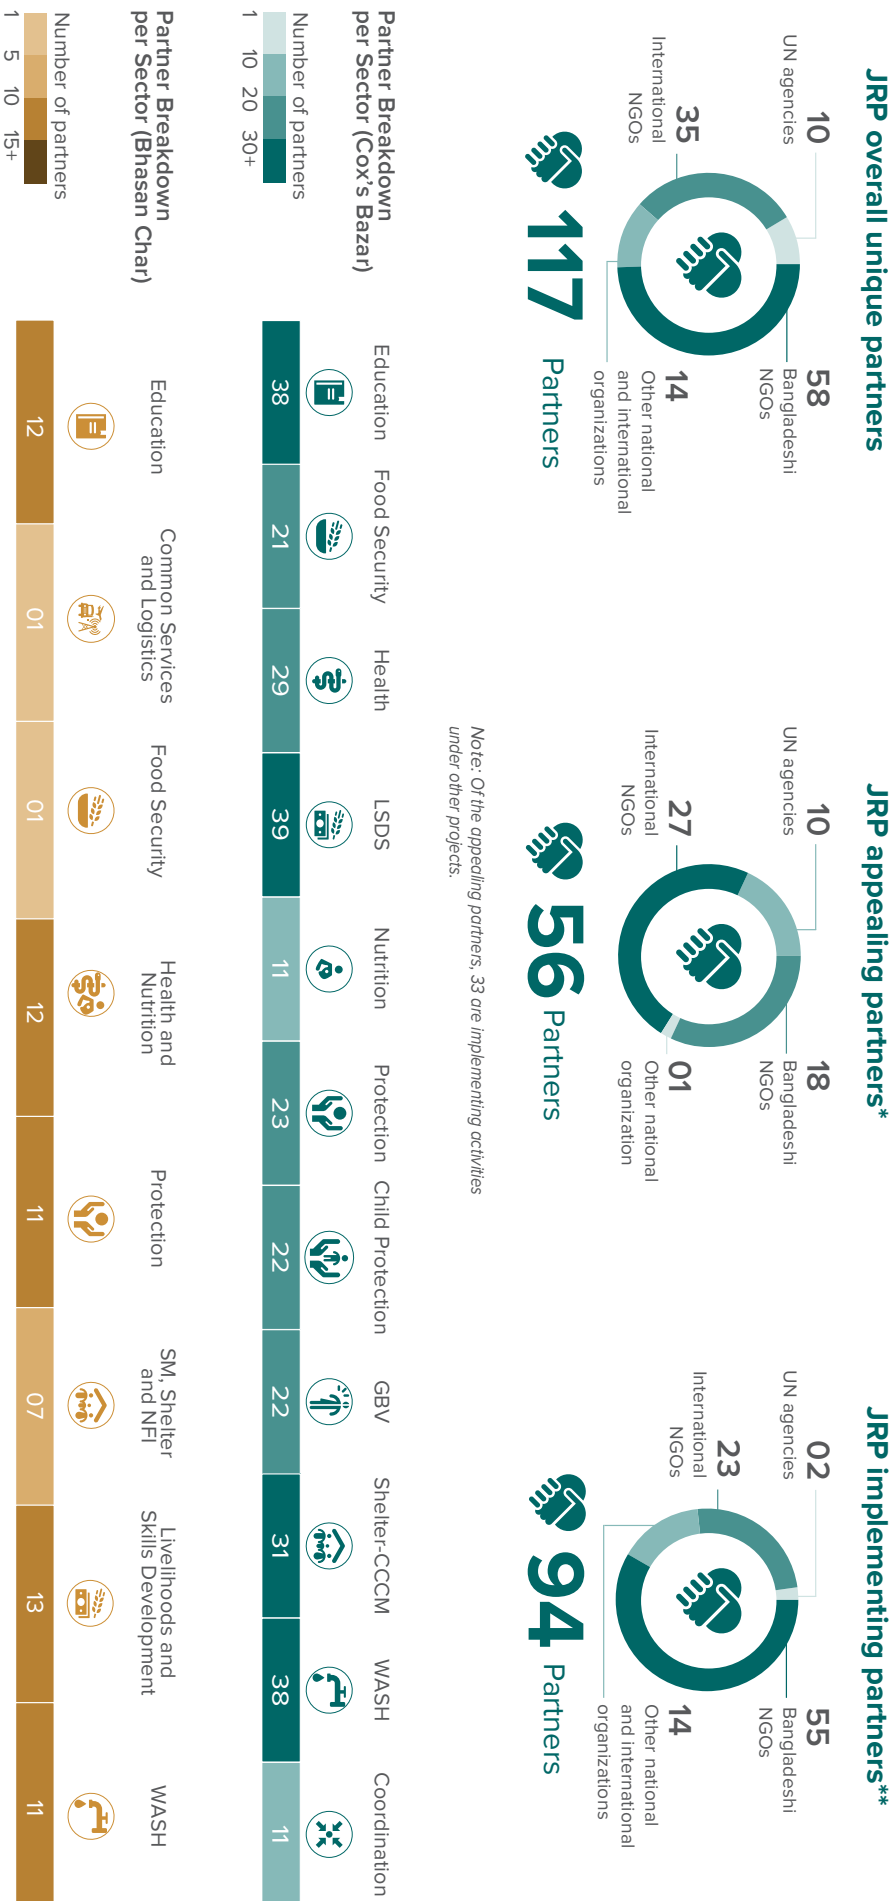 JRP overall unique partners
10
UN agencies
35
International
NGOs
58
Bangladeshi
NGOs
14
Other national
and international
organizations
117 Partners
JRP appealing partners*
10
UN agencies
27
International
NGOs
18
Bangladeshi
NGOs
01
Other national
organization
56 Partners
Note: Of the appealing partners, 33 are implementing activities
under other projects.
JRP implementing partners**
02
UN agencies
23
International
NGOs
55
Bangladeshi
NGOs
14
Other national
and international
organizations
94 Partners
Partner Breakdown
per Sector (Cox's Bazar)
Number of partners
1 10 20 30+
Education
38
Food Security
21
Health
29
LSDS
39
Nutrition
11
Protection
23
Child Protection
22
GBV
22
Shelter-CCCM
31
WASH
38
Coordination
11
Partner Breakdown
per Sector (Bhasan Char)
Number of partners
1 5 10 15+
Education
12
Common Services
and Logistics
01
Food Security
01
Health and
Nutrition
12
Protection
11
SM, Shelter
and NFI
07
Livelihoods and
Skills Development
13
WASH
11